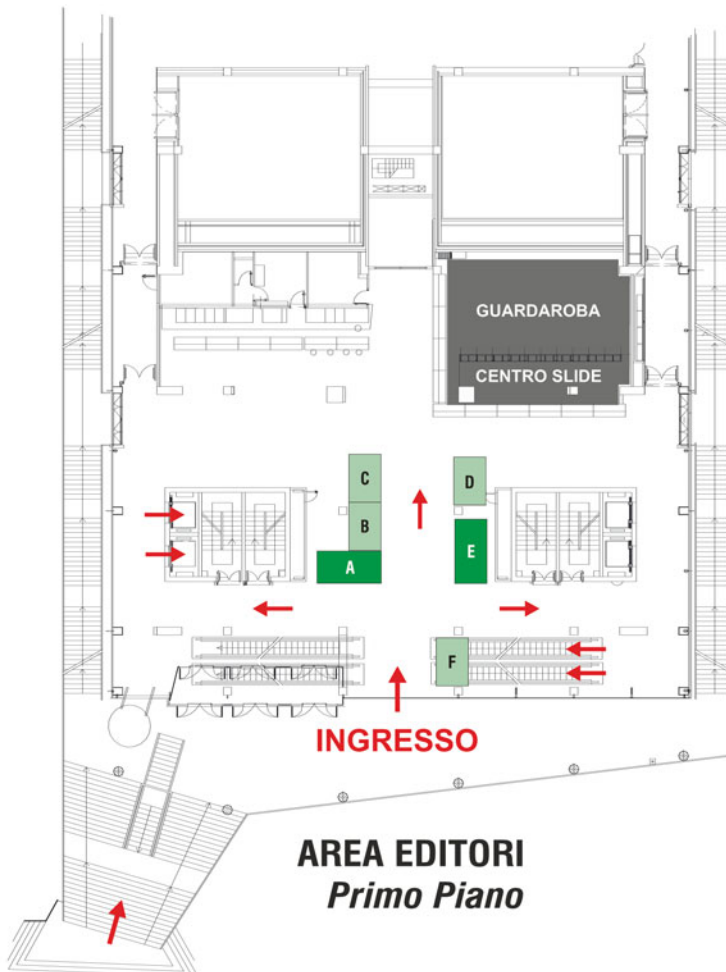 GUARDAROBA
CENTRO SLIDE
C
D
B
E
A
F
INGRESSO
AREA EDITORI
Primo Piano